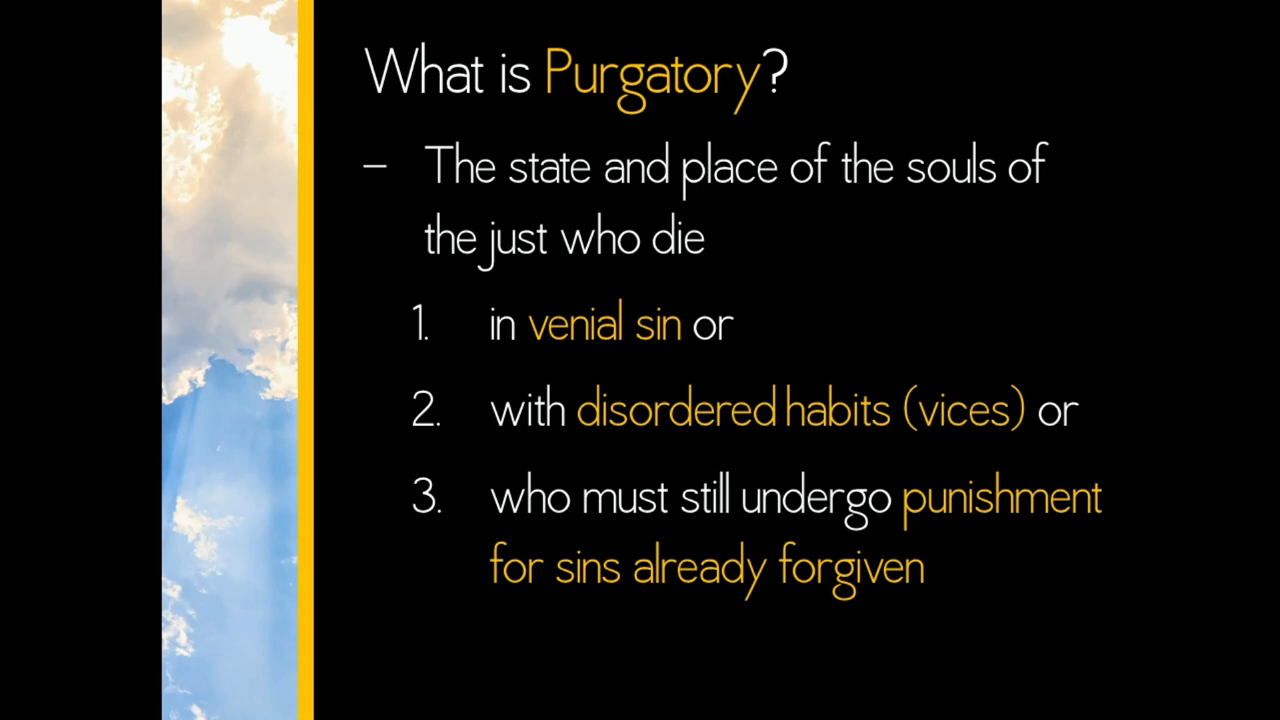 What is Purgatory?
– The state and place of the souls of
the just who die
1. in venial sin or
2. with disordered habits (vices) or
3. who must still undergo punishment
for sins already forgiven